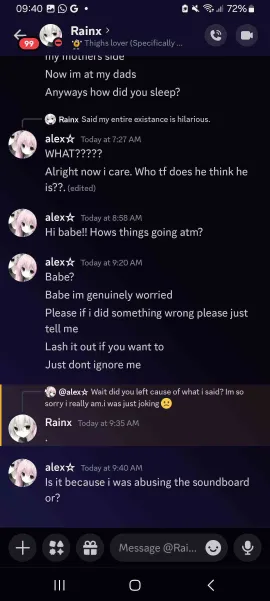 09:40
72%
Rainx
99
Thighs lover (Specifically ...
my mothers side
Now im at my dads
Anyways how did you sleep?
Rainx Said my entire existance is hilarious.
alex☆ Today at 7:27 AM
WHAT?????
Alright now i care. Who tf does he think he
is??. (edited)
alex☆ Today at 8:58 AM
Hi babe!! Hows things going atm?
alex☆ Today at 9:20 AM
Babe?
Babe im genuinely worried
Please if i did something wrong please just
tell me
Lash it out if you want to
Just dont ignore me
@alex☆ Wait did you left cause of what i said? Im so
sorry i really am.i was just joking☹️
Rainx Today at 9:35 AM
.
alex☆ Today at 9:40 AM
Is it because i was abusing the soundboard
or?
Message @Rai...